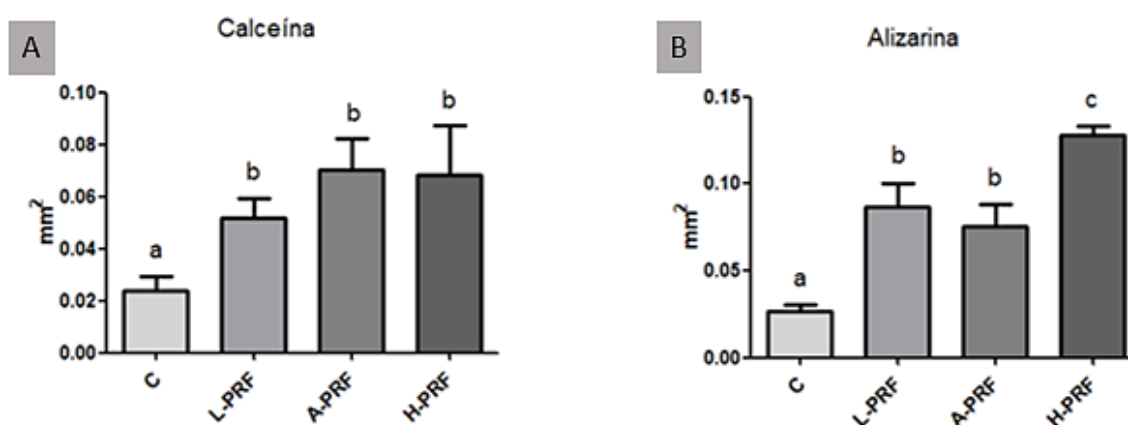 A
Calceína
mm²
0.10
0.08
0.06
0.04
0.02
0.00
a
b
b
b
C
L-PRF
A-PRF
H-PRF
B
Alizarina
mm²
0.15
0.10
0.05
0.00
a
b
b
c
C
L-PRF
A-PRF
H-PRF